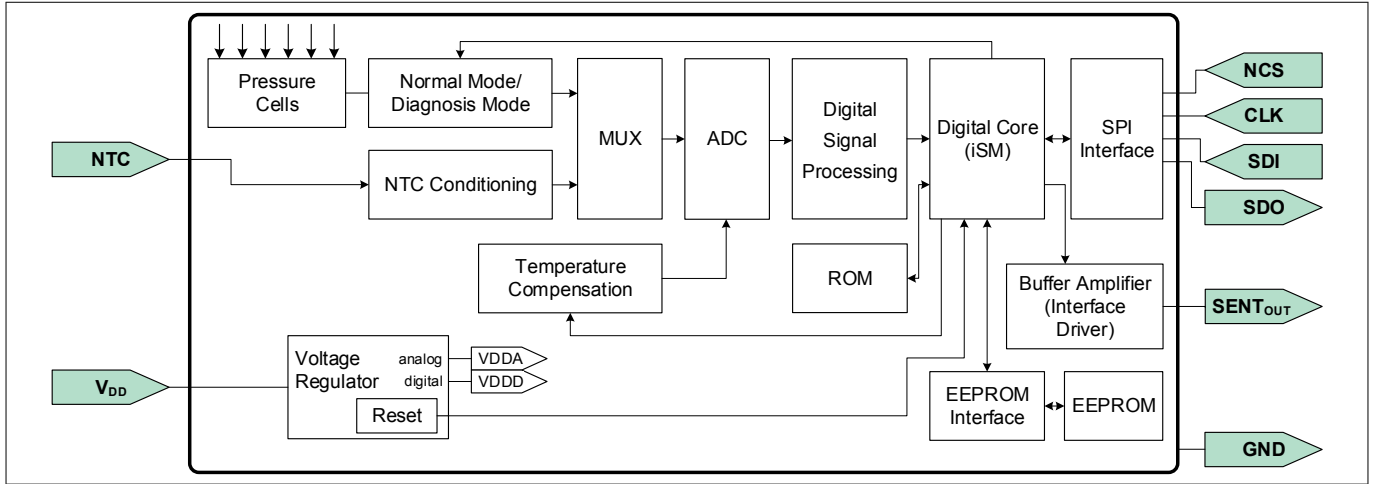 Pressure
Cells
Normal Mode/
Diagnosis Mode
MUX
ADC
Digital
Signal
Processing
Digital Core
(iSM)
SPI
Interface
NCS
CLK
SDI
SDO
NTC
NTC Conditioning
Temperature
Compensation
ROM
Buffer Amplifier
(Interface
Driver)
SENTOUT
VDD
Voltage
Regulator
analog
digital
VDDA
VDDD
Reset
EEPROM
Interface
EEPROM
GND